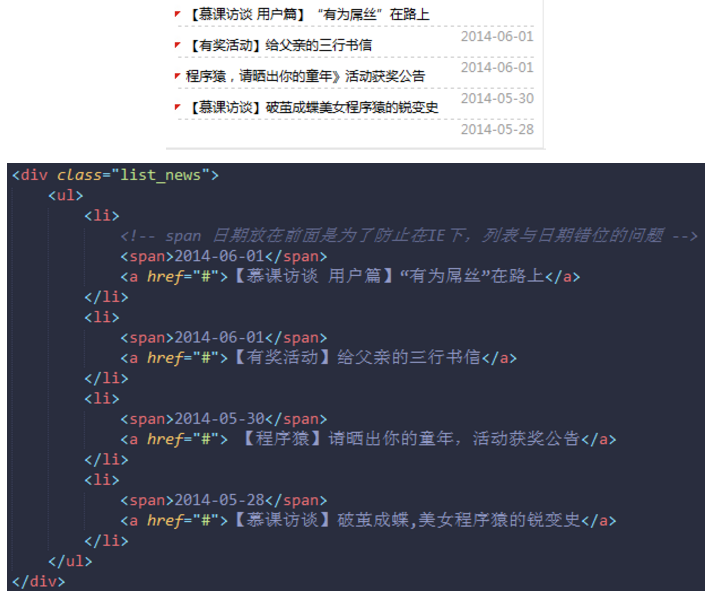 【慕课访谈 用户篇】“有为屌丝”在路上
2014-06-01
【有奖活动】给父亲的三行书信
2014-06-01
程序猿，请晒出你的童年》活动获奖公告
2014-05-30
【慕课访谈】破茧成蝶美女程序猿的锐变史
2014-05-28
<div class="list_news">
<ul>
<li>
<!-- span 日期放在前面是为了防止在IE下，列表与日期错位的问题 -->
<span>2014-06-01</span>
<a href="#">【慕课访谈 用户篇】“有为屌丝”在路上</a>
</li>
<li>
<span>2014-06-01</span>
<a href="#">【有奖活动】给父亲的三行书信</a>
</li>
<li>
<span>2014-05-30</span>
<a href="#"> 【程序猿】请晒出你的童年，活动获奖公告</a>
</li>
<li>
<span>2014-05-28</span>
<a href="#">【慕课访谈】破茧成蝶,美女程序猿的锐变史</a>
</li>
</ul>
</div>